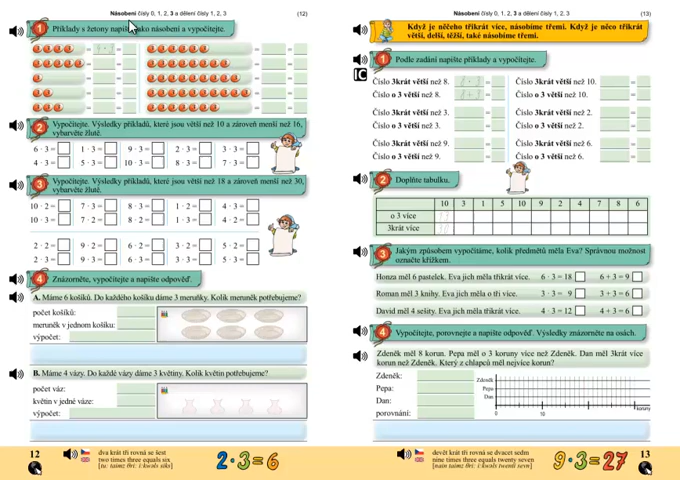 Násobení čísly 0, 1, 2, 3 a dělení čísly 1, 2, 3
(12)
1 Příklady s žetony jako násobení a vypočítejte.
2 Vypočítejte. Výsledky příkladů, které jsou větší než 10 a zároveň menší než 16,
vybarvěte žlutě.
6 · 3 = 1 · 3 = 9 · 3 = 2 · 3 = 3 · 3 =
4 · 3 = 5 · 3 = 10 · 3 = 8 · 3 = 7 · 3 =
3 Vypočítejte. Výsledky příkladů, které jsou větší než 18 a zároveň menší než 30,
vybarvěte žlutě.
10 · 2 = 7 · 3 = 8 · 3 = 1 · 3 = 4 · 3 =
10 · 3 = 7 · 2 = 8 · 2 = 1 · 3 = 4 · 2 =
2 · 2 = 9 · 2 = 6 · 2 = 3 · 2 = 5 · 2 =
2 · 3 = 9 · 3 = 6 · 3 = 3 · 3 = 5 · 3 =
4 Znázorněte, vypočítejte a napište odpověď.
A. Máme 6 košíků. Do každého košíku dáme 3 meruňky. Kolik meruněk potřebujeme?
počet košíků:
meruněk v jednom košíku:
výpočet:
B. Máme 4 vázy. Do každé vázy dáme 3 květiny. Kolik květin potřebujeme?
počet váz:
květin v jedné váze:
výpočet:
12
dva krát tři rovná se šest
two times three equals six
2·3=6
Násobení čísly 0, 1, 2, 3 a dělení čísly 1, 2, 3
(13)
Když je něčeho třikrát více, násobíme třemi. Když je něco třikrát
větší, delší, těžší, také násobíme třemi.
1 Podle zadání napište příklady a vypočítejte.
IC
Číslo 3krát větší než 8. 8 · 3 = Číslo 3krát větší než 10. =
Číslo o 3 větší než 8. 8 + 3 = Číslo o 3 větší než 10. =
Číslo 3krát větší než 3. = Číslo 3krát větší než 2. =
Číslo o 3 větší než 3. = Číslo o 3 větší než 2. =
Číslo 3krát větší než 9. = Číslo 3krát větší než 6. =
Číslo o 3 větší než 9. = Číslo o 3 větší než 6. =
2 Doplňte tabulku.
10 3 1 5 10 9 2 4 7 8 6
o 3 více
3krát více
3 Jakým způsobem vypočítáme, kolik předmětů měla Eva? Správnou možnost
označte křížkem.
Honza měl 6 pastelek. Eva jich měla třikrát více. 6 · 3 = 18 6 + 3 = 9
Roman měl 3 knihy. Eva jich měla o tři více. 3 · 3 = 9 3 + 3 = 6
David měl 4 sešity. Eva jich měla třikrát více. 4 · 3 = 12 4 + 3 = 6
4 Vypočítejte, porovnejte a napište odpověď. Výsledky znázorněte na osách.
Zdeněk měl 8 korun. Pepa měl o 3 koruny více než Zdeněk. Dan měl 3krát více
korun než Zdeněk. Který z chlapců měl nejvíce korun?
Zdeněk:
Pepa:
Dan:
porovnání:
Zdeněk
Pepa
Dan
0 10 koruny
devět krát tři rovná se dvacet sedm
nine times three equals twenty seven
9·3=27
13